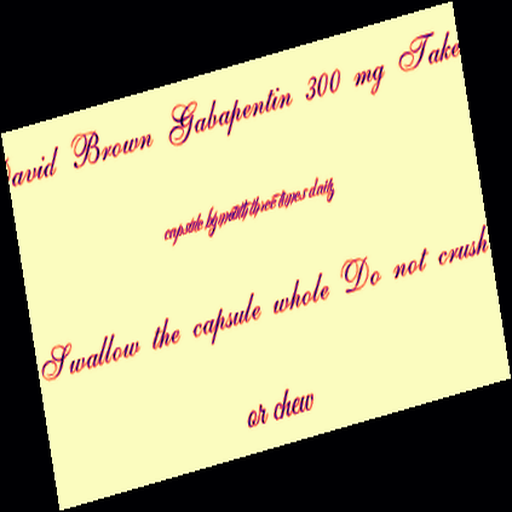 David Brown Gabapentin 300 mg Take
capsule by mouth three times daily
Swallow the capsule whole Do not crush
or chew